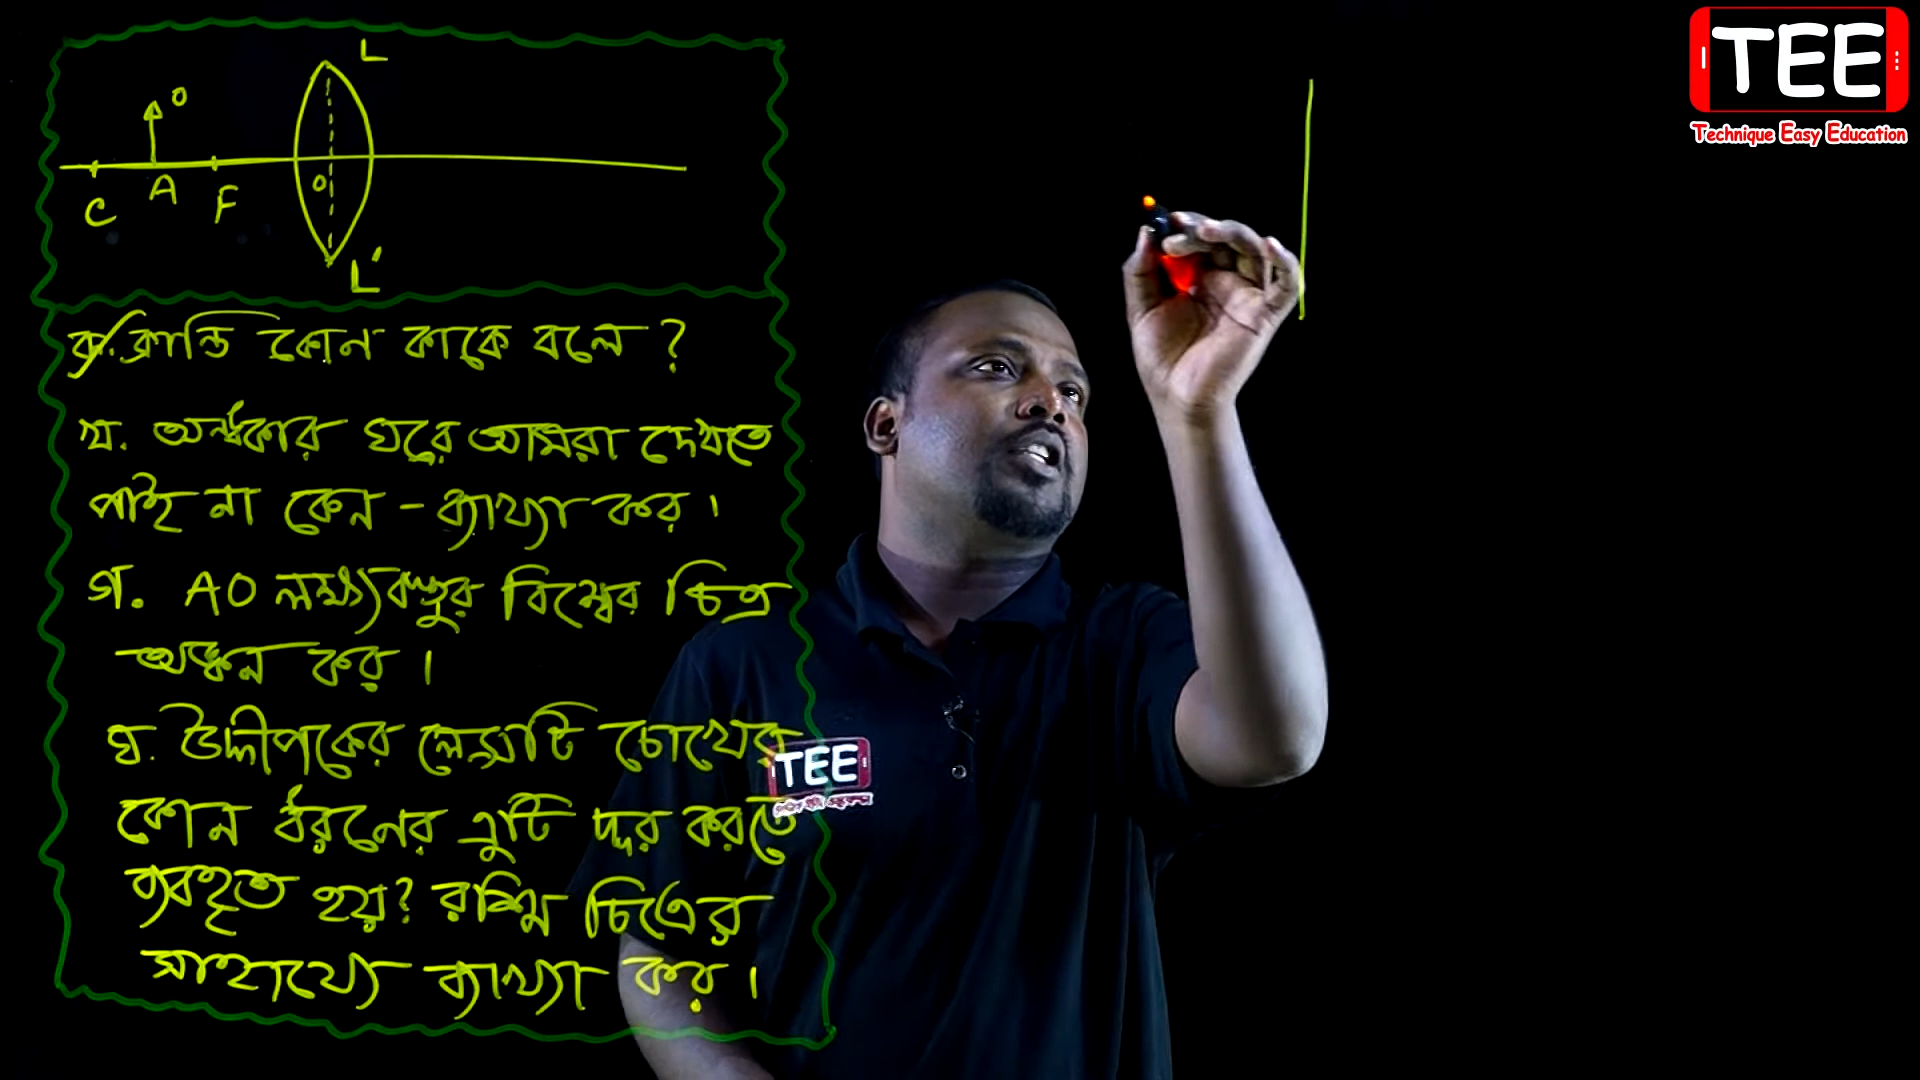 L
O
C A F O
L'
ক. ক্রান্তি কোন কাকে বলে ?
খ. অন্ধকার ঘরে আমরা দেখতে
পাই না কেন - ব্যাখ্যা কর।
গ. AO লক্ষ্যবস্তুর বিম্বের চিত্র
অঙ্কন কর।
ঘ. উদ্দীপকের লেন্সটি চোখের
কোন ধরনের ত্রুটি দূর করতে
ব্যবহৃত হয়? রশ্মি চিত্রের
সাহায্যে ব্যাখ্যা কর।
TEE
TEE
Technique Easy Education